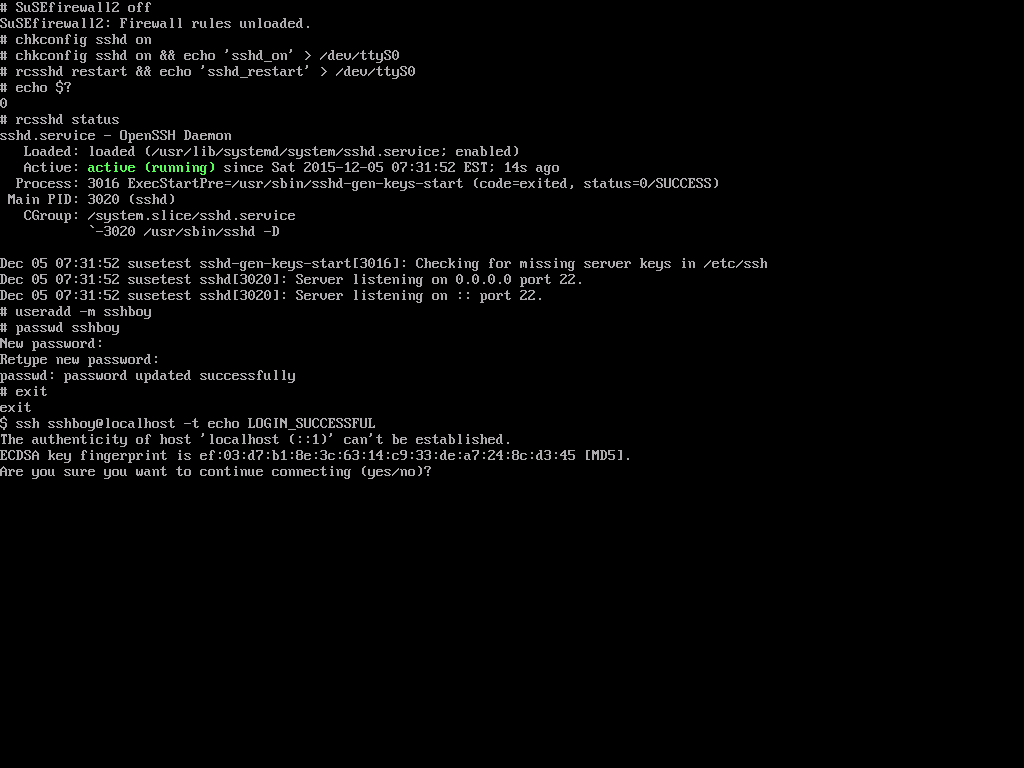 # SuSEfirewall2 off
SuSEfirewall2: Firewall rules unloaded.
# chkconfig sshd on
# chkconfig sshd on && echo 'sshd_on' > /dev/ttyS0
# rcsshd restart && echo 'sshd_restart' > /dev/ttyS0
# echo $?
0
# rcsshd status
sshd.service - OpenSSH Daemon
   Loaded: loaded (/usr/lib/systemd/system/sshd.service; enabled)
   Active: active (running) since Sat 2015-12-05 07:31:52 EST; 14s ago
  Process: 3016 ExecStartPre=/usr/sbin/sshd-gen-keys-start (code=exited, status=0/SUCCESS)
 Main PID: 3020 (sshd)
   CGroup: /system.slice/sshd.service
           `-3020 /usr/sbin/sshd -D
Dec 05 07:31:52 susetest sshd-gen-keys-start[3016]: Checking for missing server keys in /etc/ssh
Dec 05 07:31:52 susetest sshd[3020]: Server listening on 0.0.0.0 port 22.
Dec 05 07:31:52 susetest sshd[3020]: Server listening on :: port 22.
# useradd -m sshboy
# passwd sshboy
New password:
Retype new password:
passwd: password updated successfully
# exit
exit
$ ssh sshboy@localhost -t echo LOGIN_SUCCESSFUL
The authenticity of host 'localhost (::1)' can't be established.
ECDSA key fingerprint is ef:03:d7:b1:8e:3c:63:14:c9:33:de:a7:24:8c:d3:45 [MD5].
Are you sure you want to continue connecting (yes/no)?